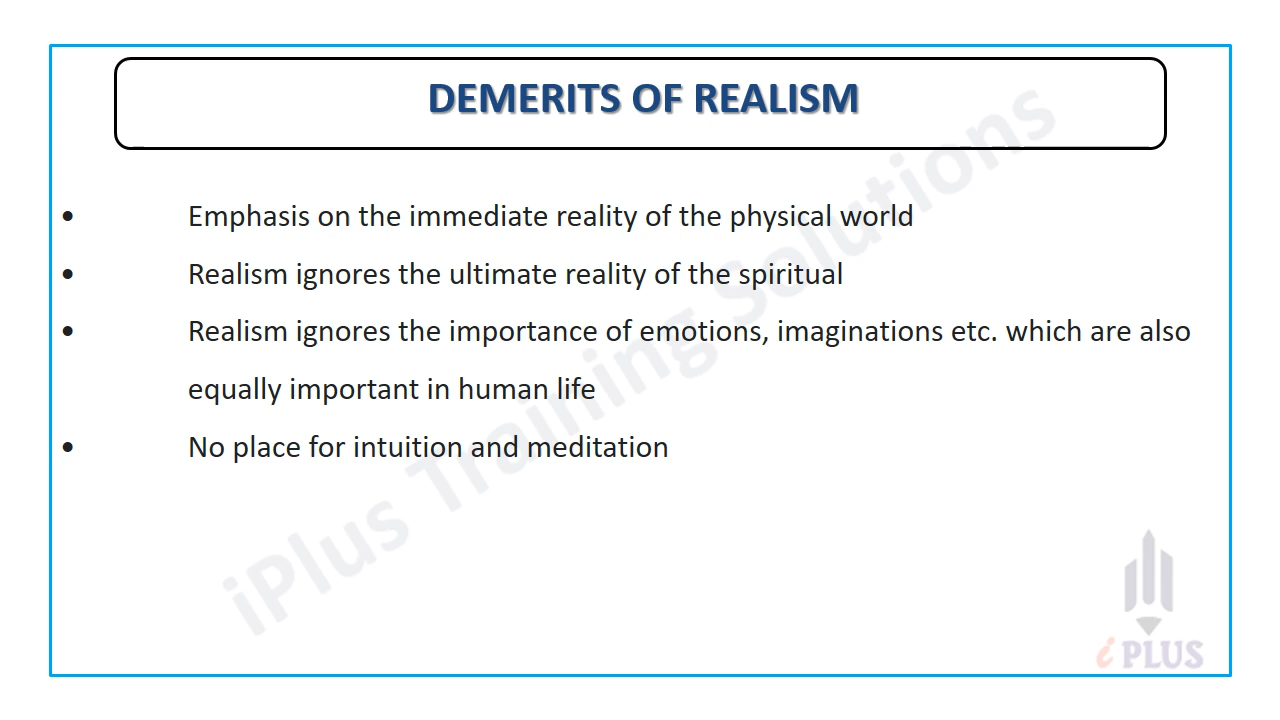 DEMERITS OF REALISM
• Emphasis on the immediate reality of the physical world
• Realism ignores the ultimate reality of the spiritual
• Realism ignores the importance of emotions, imaginations etc. which are also
equally important in human life
• No place for intuition and meditation
iPlus Training Solutions
i PLUS